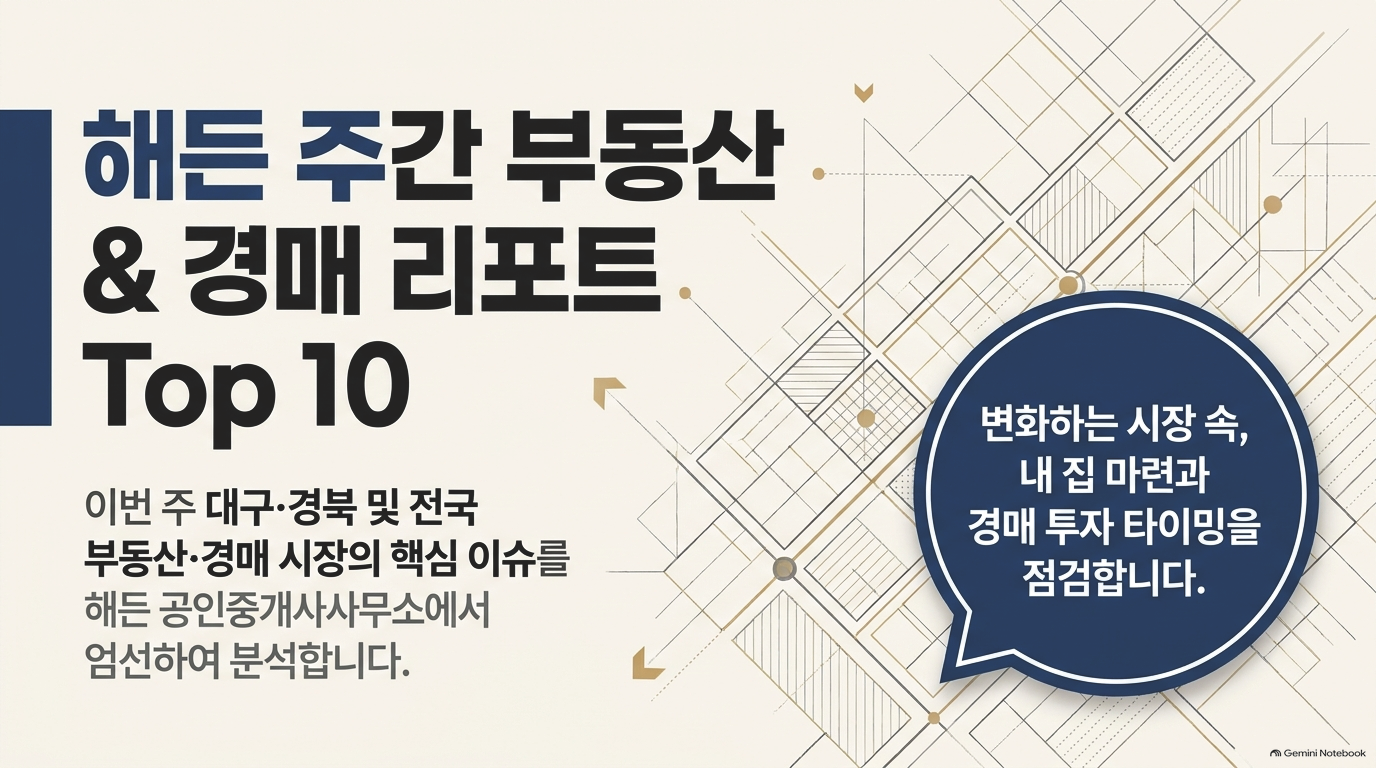 해든 주간 부동산
& 경매 리포트
Top 10
이번 주 대구·경북 및 전국
부동산·경매 시장의 핵심 이슈를
해든 공인중개사사무소에서
엄선하여 분석합니다.
변화하는 시장 속,
내 집 마련과
경매 투자 타이밍을
점검합니다.
Gemini Notebook